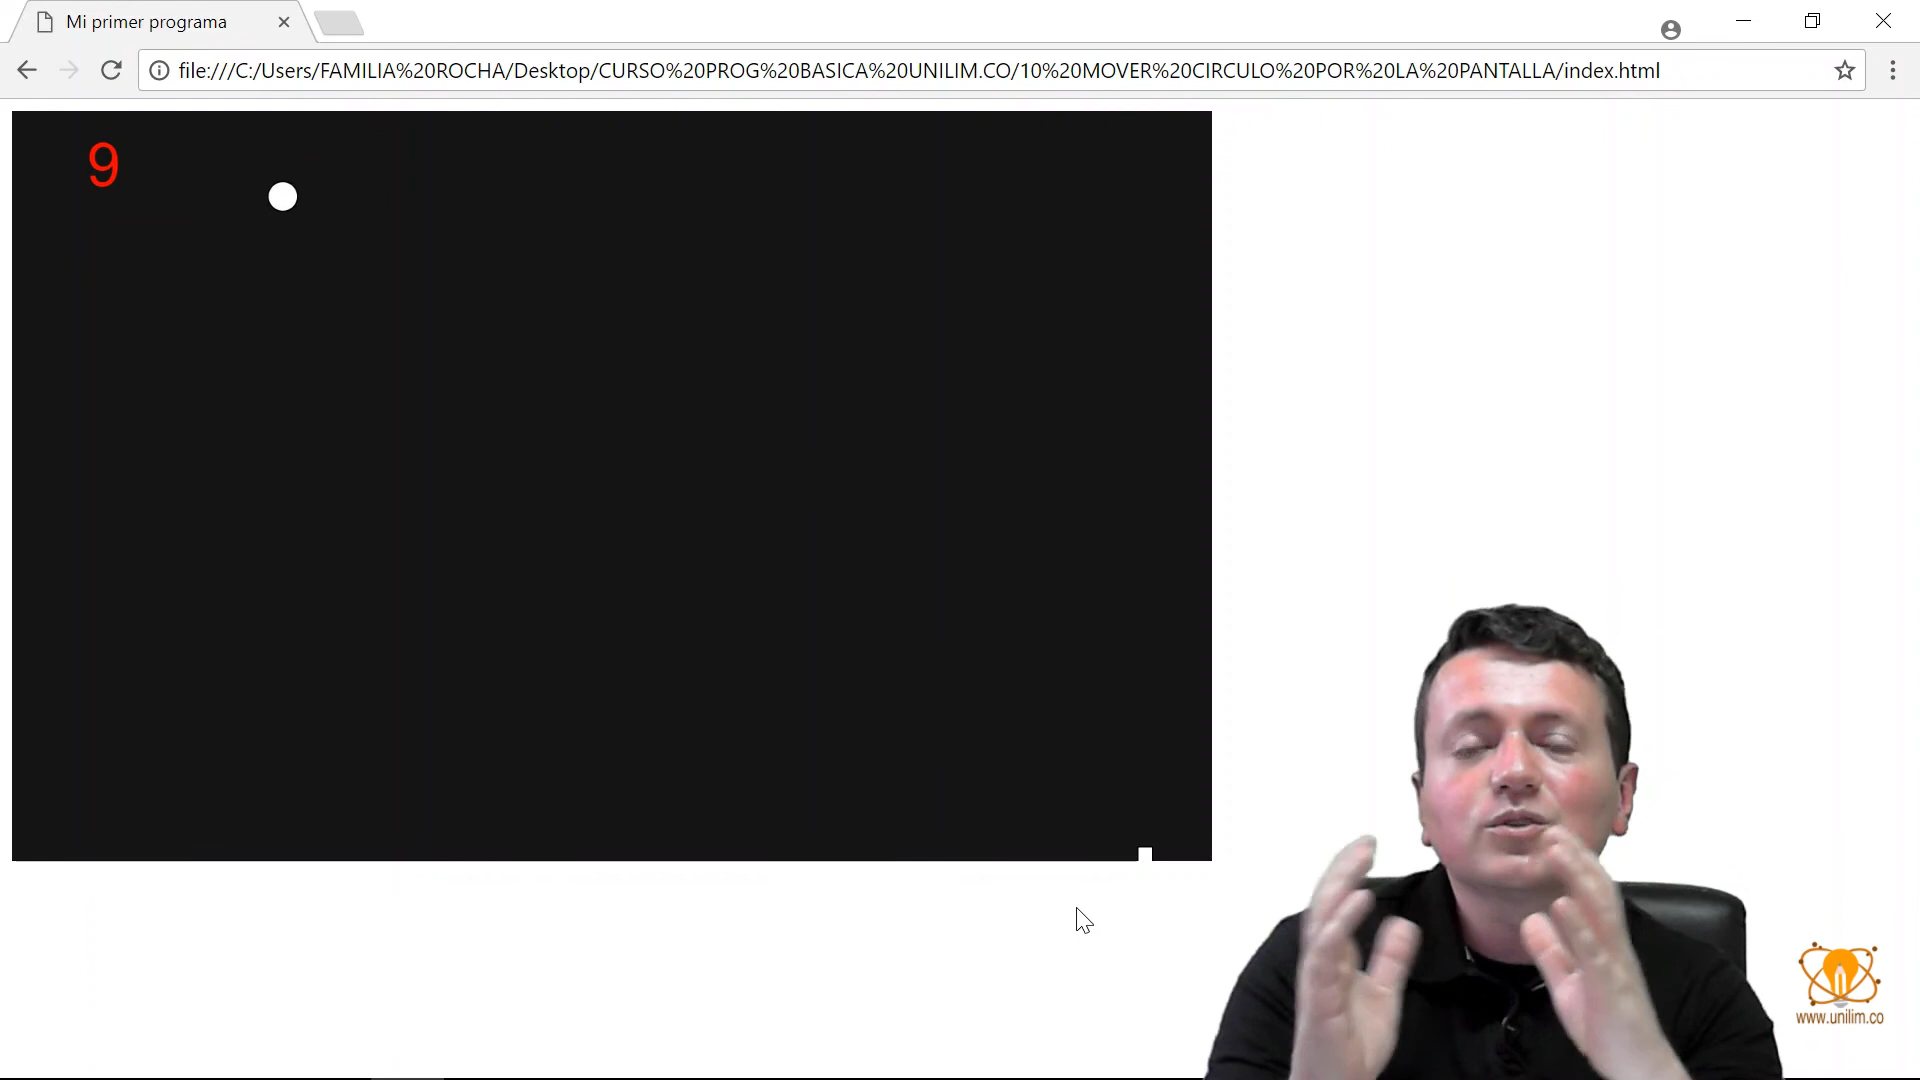 Mi primer programa
file:///C:/Users/FAMILIA%20ROCHA/Desktop/CURSO%20PROG%20BASICA%20UNILIM.CO/10%20MOVER%20CIRCULO%20POR%20LA%20PANTALLA/index.html
9
www.unilim.co